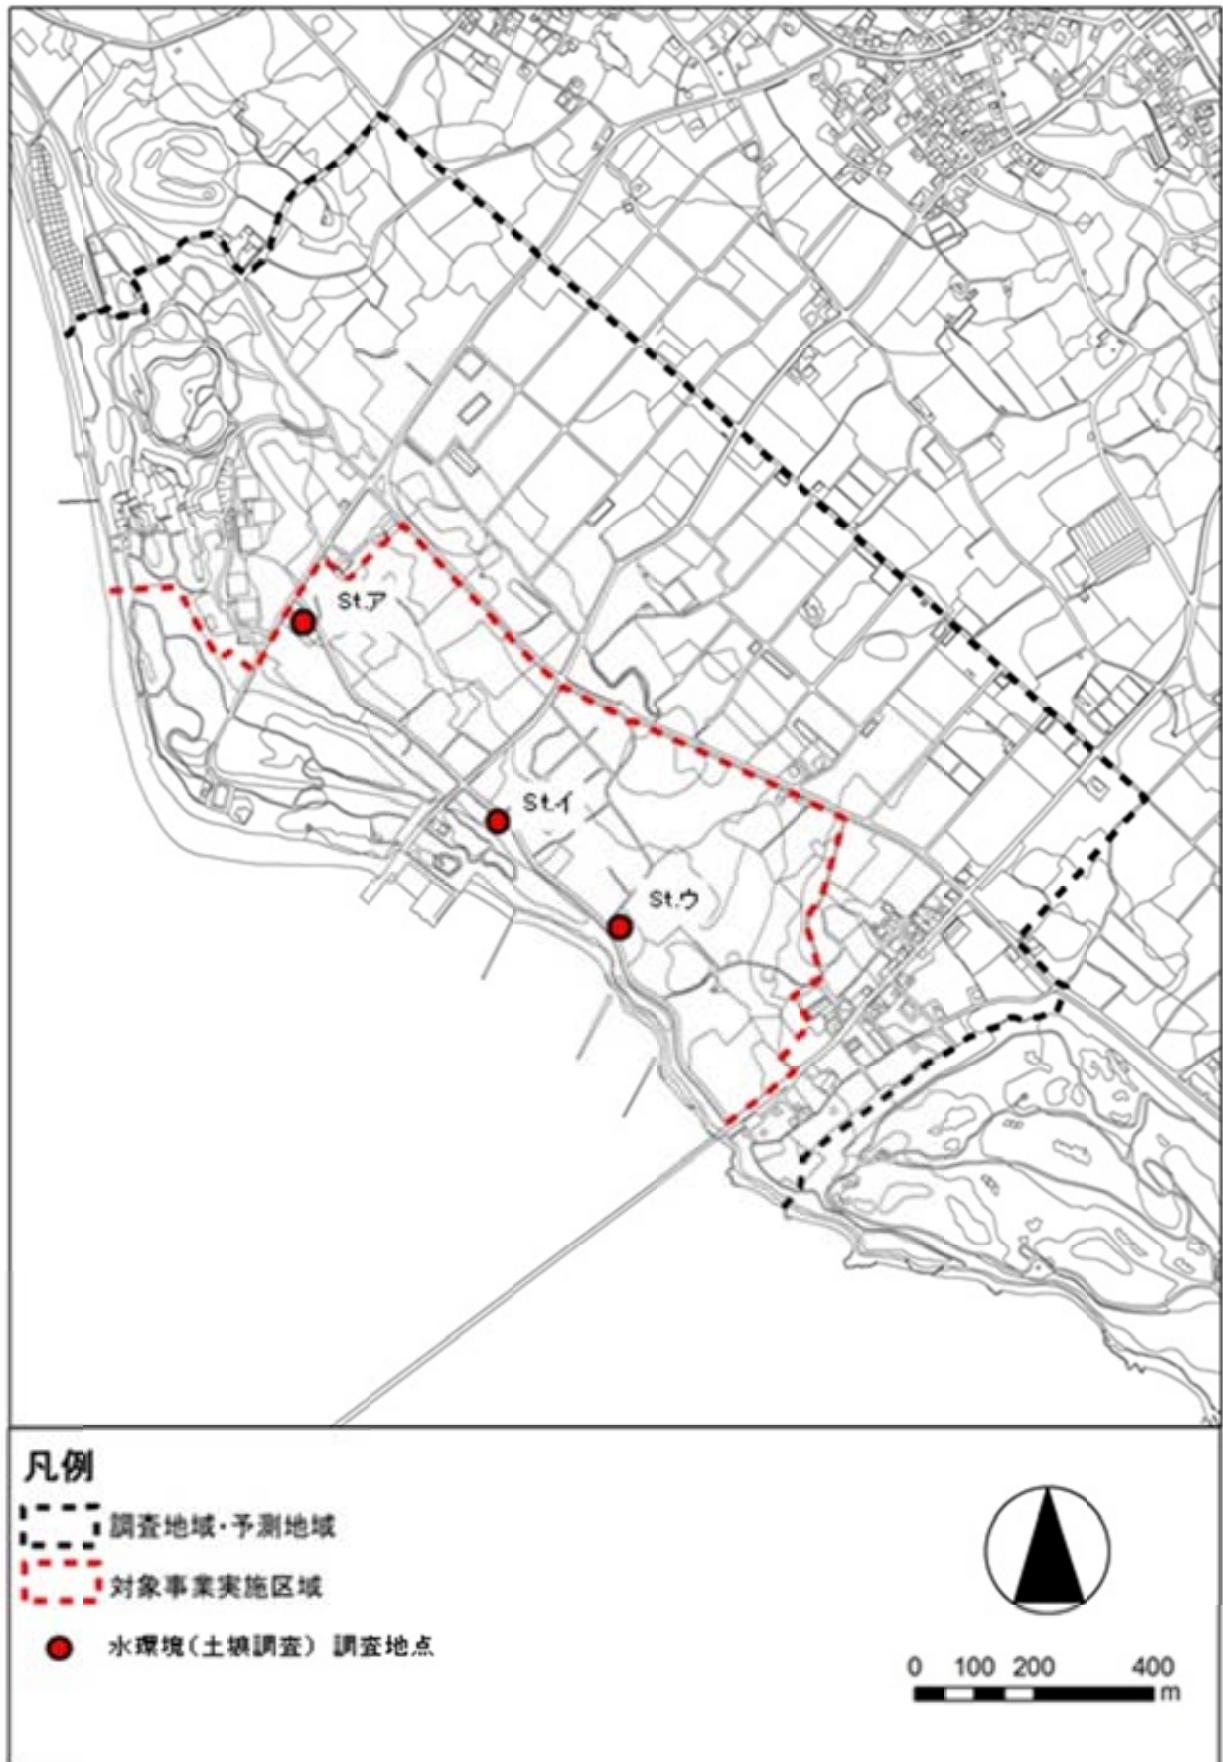 St.ア
St.イ
St.ウ
凡例
調査地域・予測地域
対象事業実施区域
水環境(土壌調査) 調査地点
0 100 200 400
m